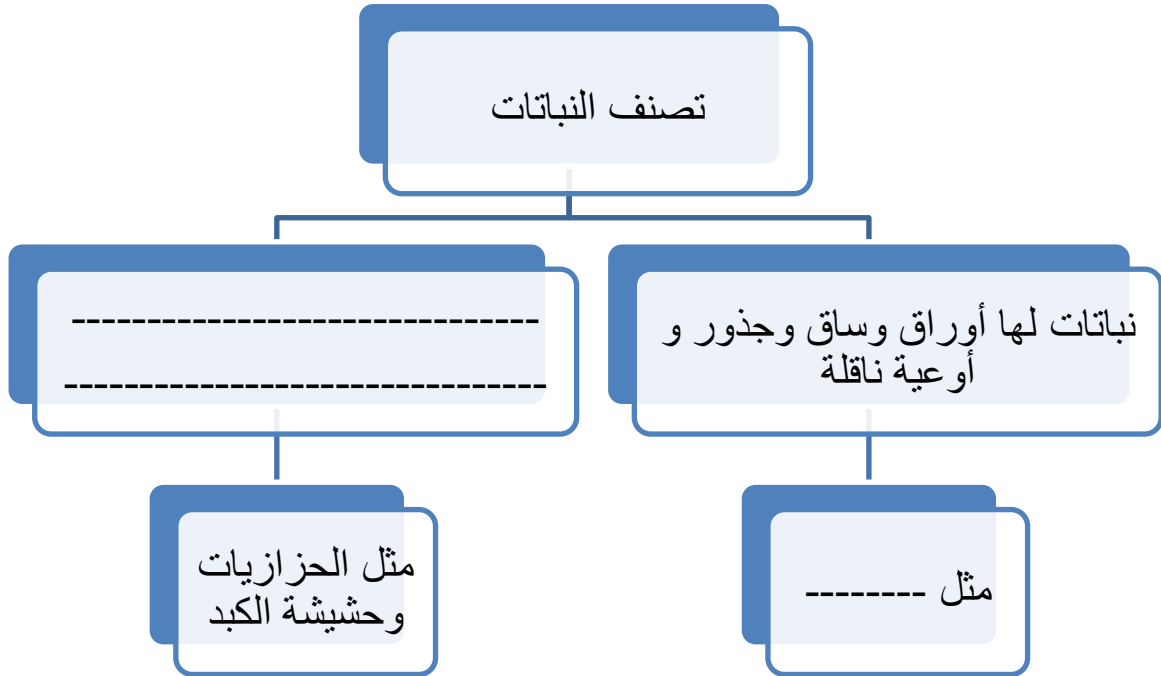 تصنف النباتات
نباتات لها أوراق وساق وجذور و
أوعية ناقلة
-------------------------------
--------------------------------
مثل --------
مثل الحزازيات
وحشيشة الكبد